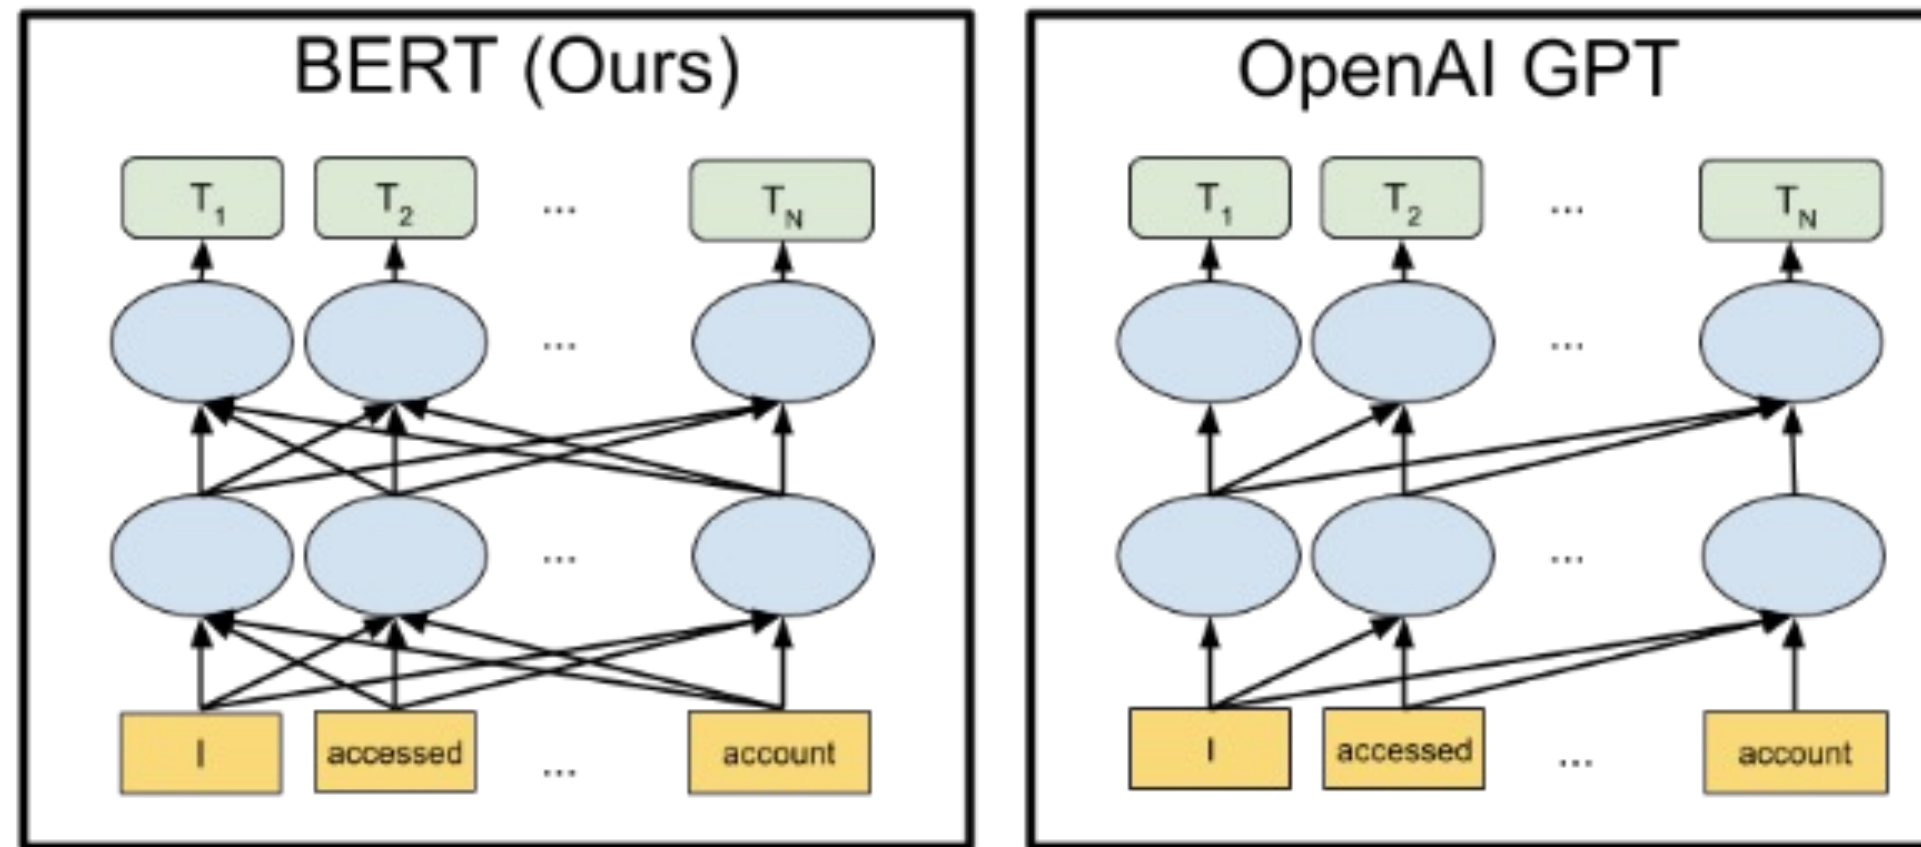 BERT (Ours)
T1 T2 ... TN
...
...
I accessed ... account
OpenAI GPT
T1 T2 ... TN
...
...
I accessed ... account